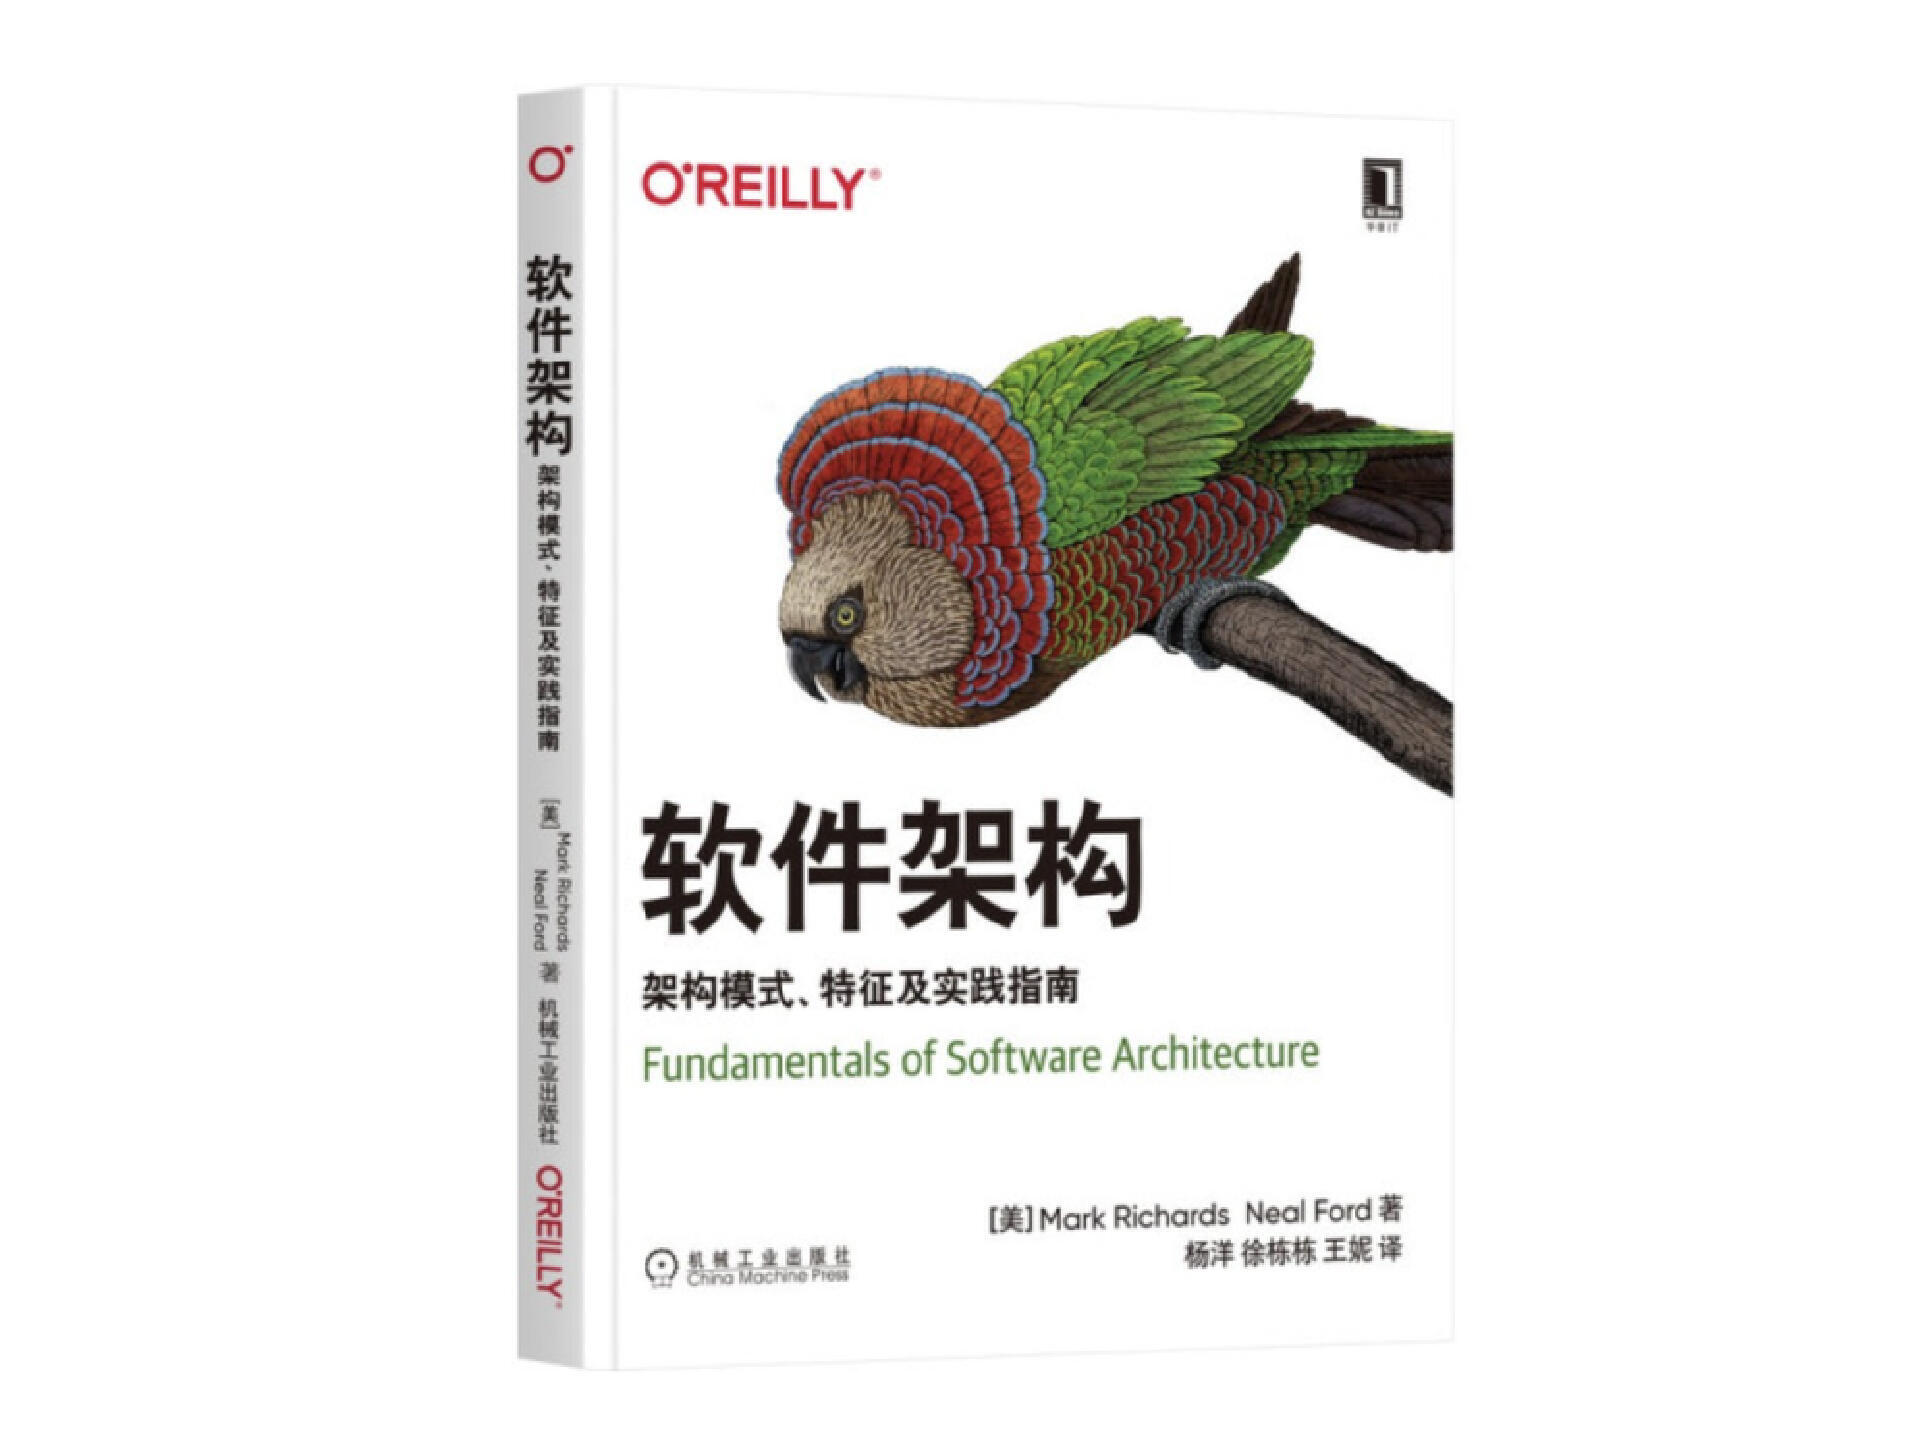 O'REILLY®
软件架构
架构模式、特征及实践指南
Fundamentals of Software Architecture
[美] Mark Richards Neal Ford 著
杨洋 徐栋栋 王妮 译
机械工业出版社
China Machine Press
软件架构
架构模式、特征及实践指南
[美]
Mark Richards
Neal Ford
著
机械工业出版社
O'REILLY®